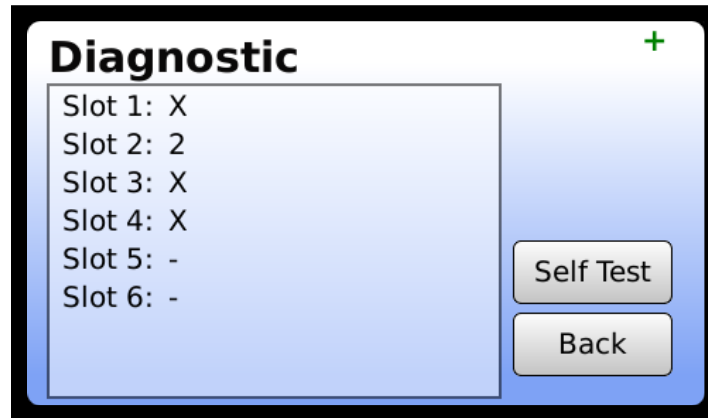 Diagnostic
+
Slot 1: X
Slot 2: 2
Slot 3: X
Slot 4: X
Slot 5: -
Slot 6: -
Self Test
Back